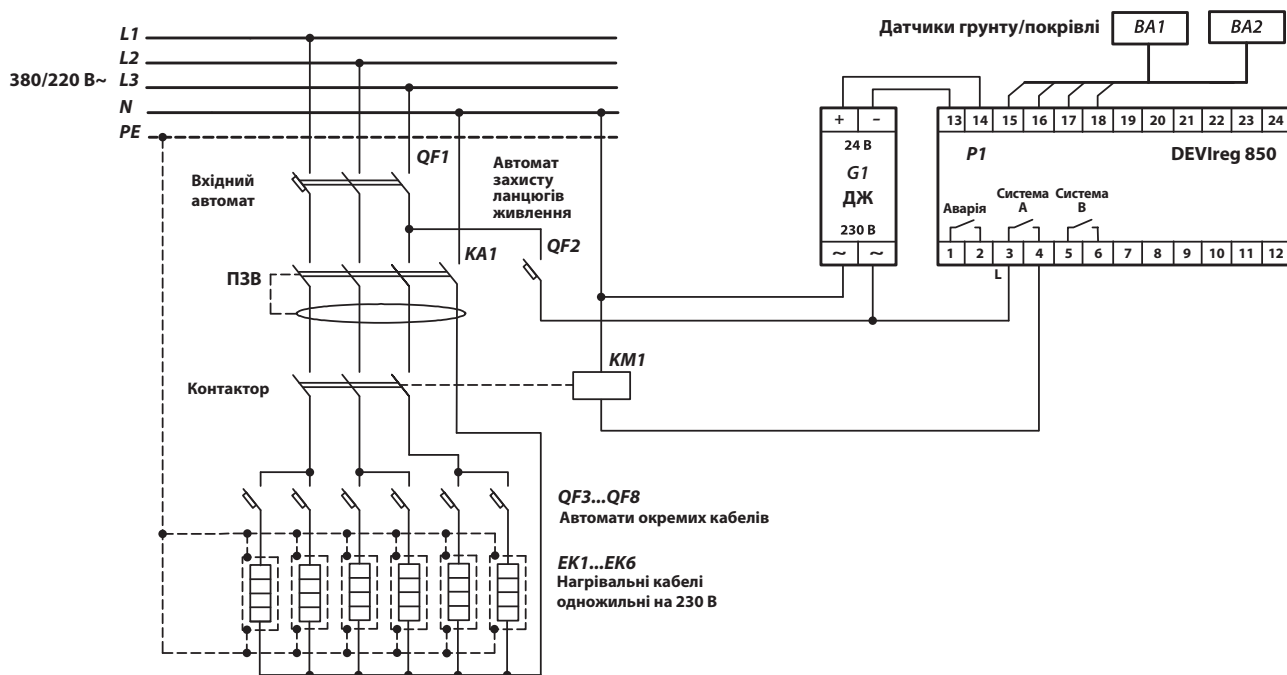 L1
L2
380/220 В~ L3
N
PE
Датчики грунту/покрівлі
BA1
BA2
QF1
Вхідний
автомат
Автомат
захисту
ланцюгів
живлення
+ –
24 В
G1
ДЖ
230 В
~ ~
13 14 15 16 17 18 19 20 21 22 23 24
P1
DEVIreg 850
Аварія
Система
А
Система
В
1 2 3 4 5 6 7 8 9 10 11 12
L
KA1
QF2
ПЗВ
KM1
Контактор
QF3...QF8
Автомати окремих кабелів
EK1...EK6
Нагрівальні кабелі
одножильні на 230 В